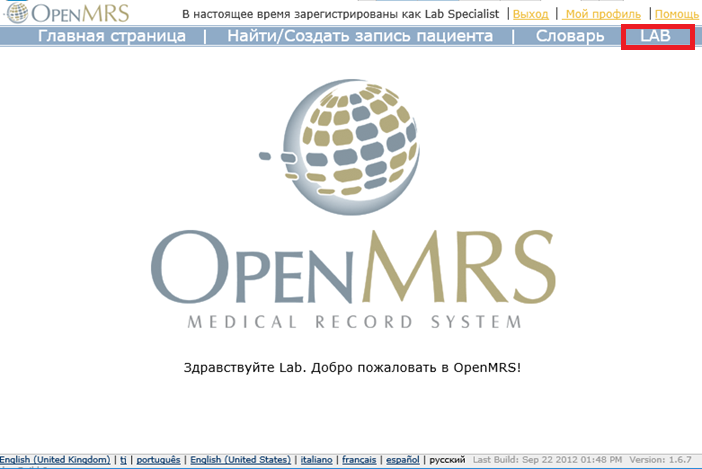 OPENMRS В настоящее время зарегистрированы как Lab Specialist | Выход | Мой профиль | Помощь
Главная страница | Найти/Создать запись пациента | Словарь LAB
OPENMRS
MEDICAL RECORD SYSTEM
Здравствуйте Lab. Добро пожаловать в OpenMRS!
English (United Kingdom) | tj | português | English (United States) | italiano | français | español | русский Last Build: Sep 22 2012 01:48 PM Version: 1.6.7